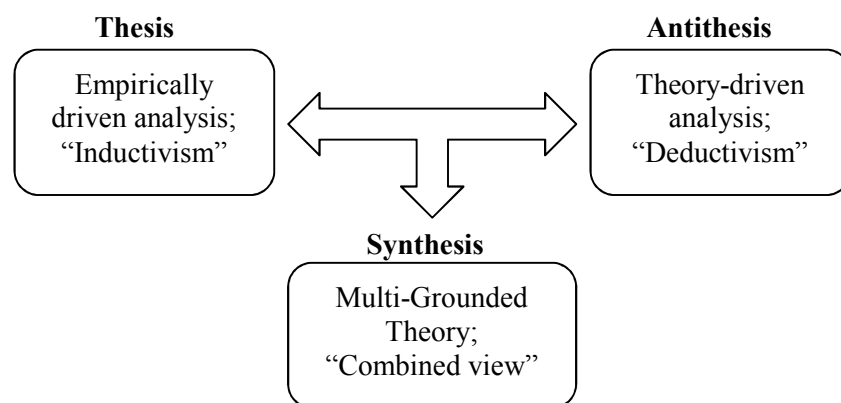 Thesis
Empirically
driven analysis;
“Inductivism”
Antithesis
Theory-driven
analysis;
“Deductivism”
Synthesis
Multi-Grounded
Theory;
“Combined view”